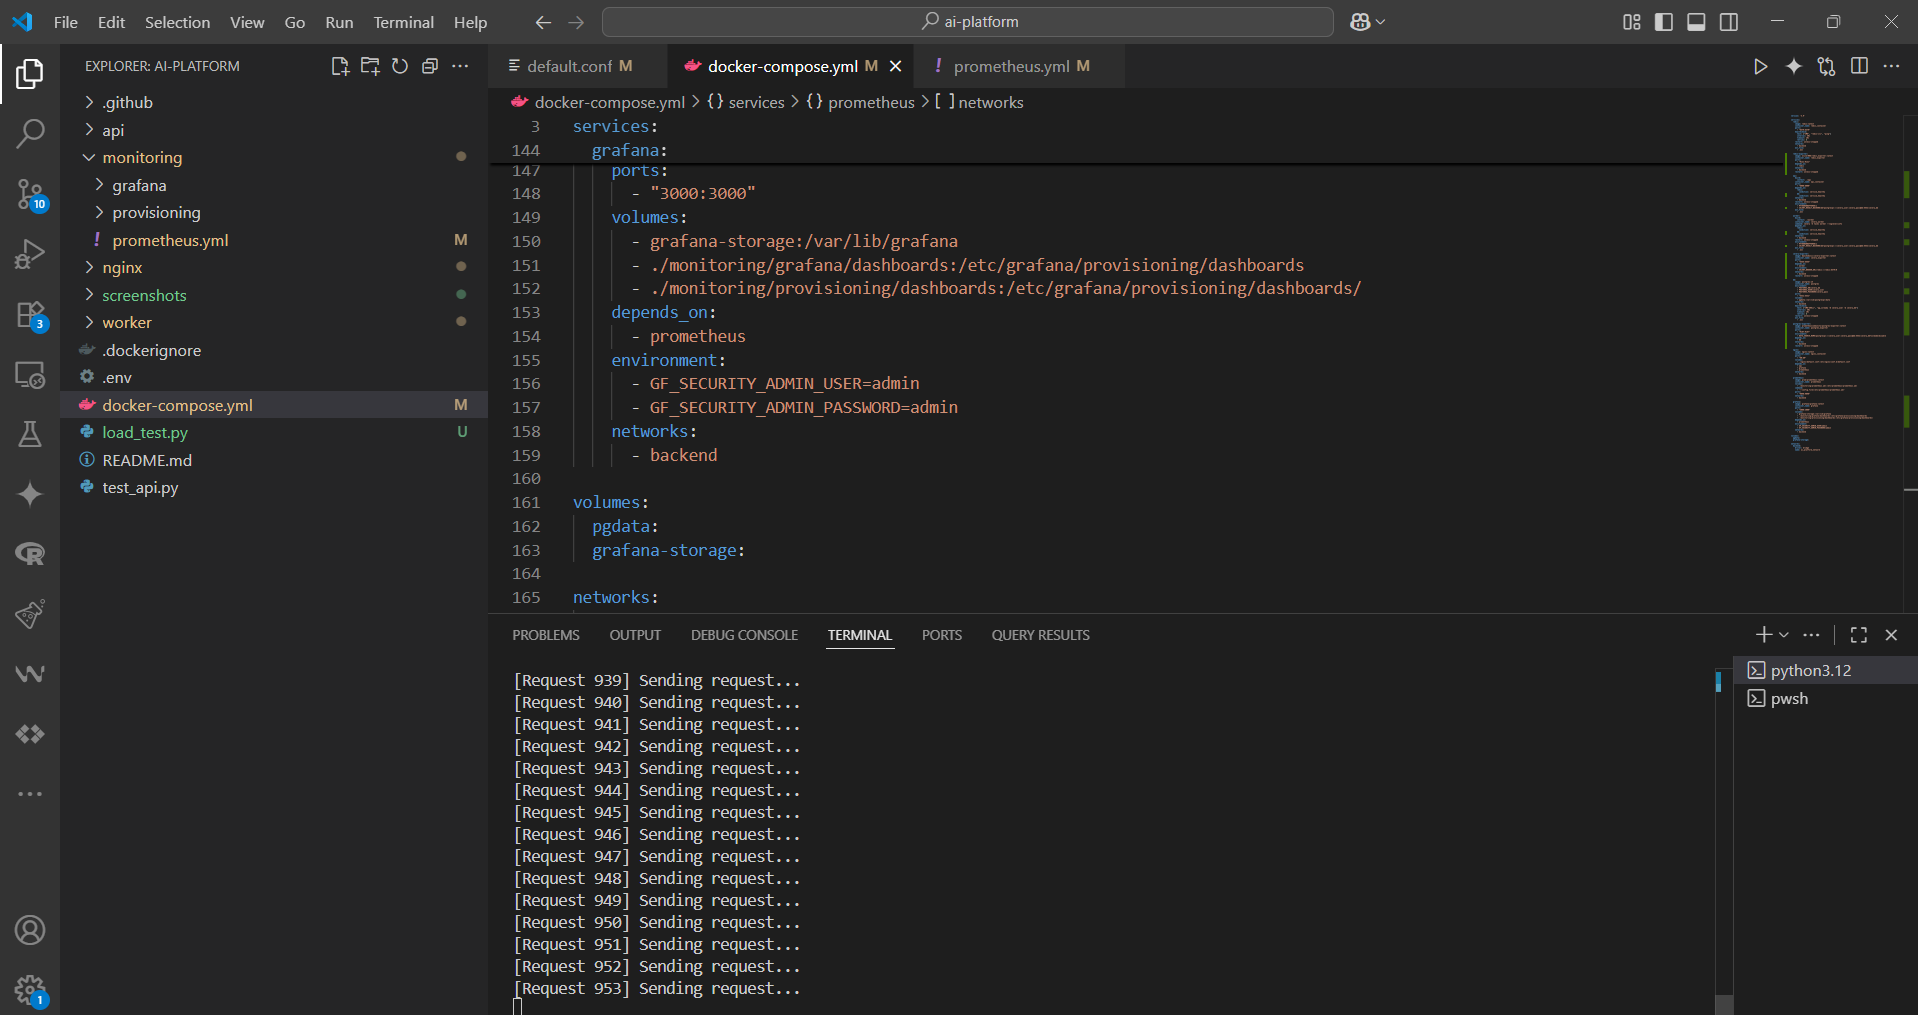 File Edit Selection View Go Run Terminal Help
ai-platform
EXPLORER: AI-PLATFORM
.github
api
monitoring
grafana
provisioning
prometheus.yml M
nginx
screenshots
worker
.dockerignore
.env
docker-compose.yml M
load_test.py U
README.md
test_api.py
10
3
1
default.conf M
docker-compose.yml M
prometheus.yml M
docker-compose.yml > {} services > {} prometheus > [ ] networks
3 services:
144 grafana:
147 ports:
148 - "3000:3000"
149 volumes:
150 - grafana-storage:/var/lib/grafana
151 - ./monitoring/grafana/dashboards:/etc/grafana/provisioning/dashboards
152 - ./monitoring/provisioning/dashboards:/etc/grafana/provisioning/dashboards/
153 depends_on:
154 - prometheus
155 environment:
156 - GF_SECURITY_ADMIN_USER=admin
157 - GF_SECURITY_ADMIN_PASSWORD=admin
158 networks:
159 - backend
160
161 volumes:
162 pgdata:
163 grafana-storage:
164
165 networks:
PROBLEMS OUTPUT DEBUG CONSOLE TERMINAL PORTS QUERY RESULTS
[Request 939] Sending request...
[Request 940] Sending request...
[Request 941] Sending request...
[Request 942] Sending request...
[Request 943] Sending request...
[Request 944] Sending request...
[Request 945] Sending request...
[Request 946] Sending request...
[Request 947] Sending request...
[Request 948] Sending request...
[Request 949] Sending request...
[Request 950] Sending request...
[Request 951] Sending request...
[Request 952] Sending request...
[Request 953] Sending request...
python3.12
pwsh